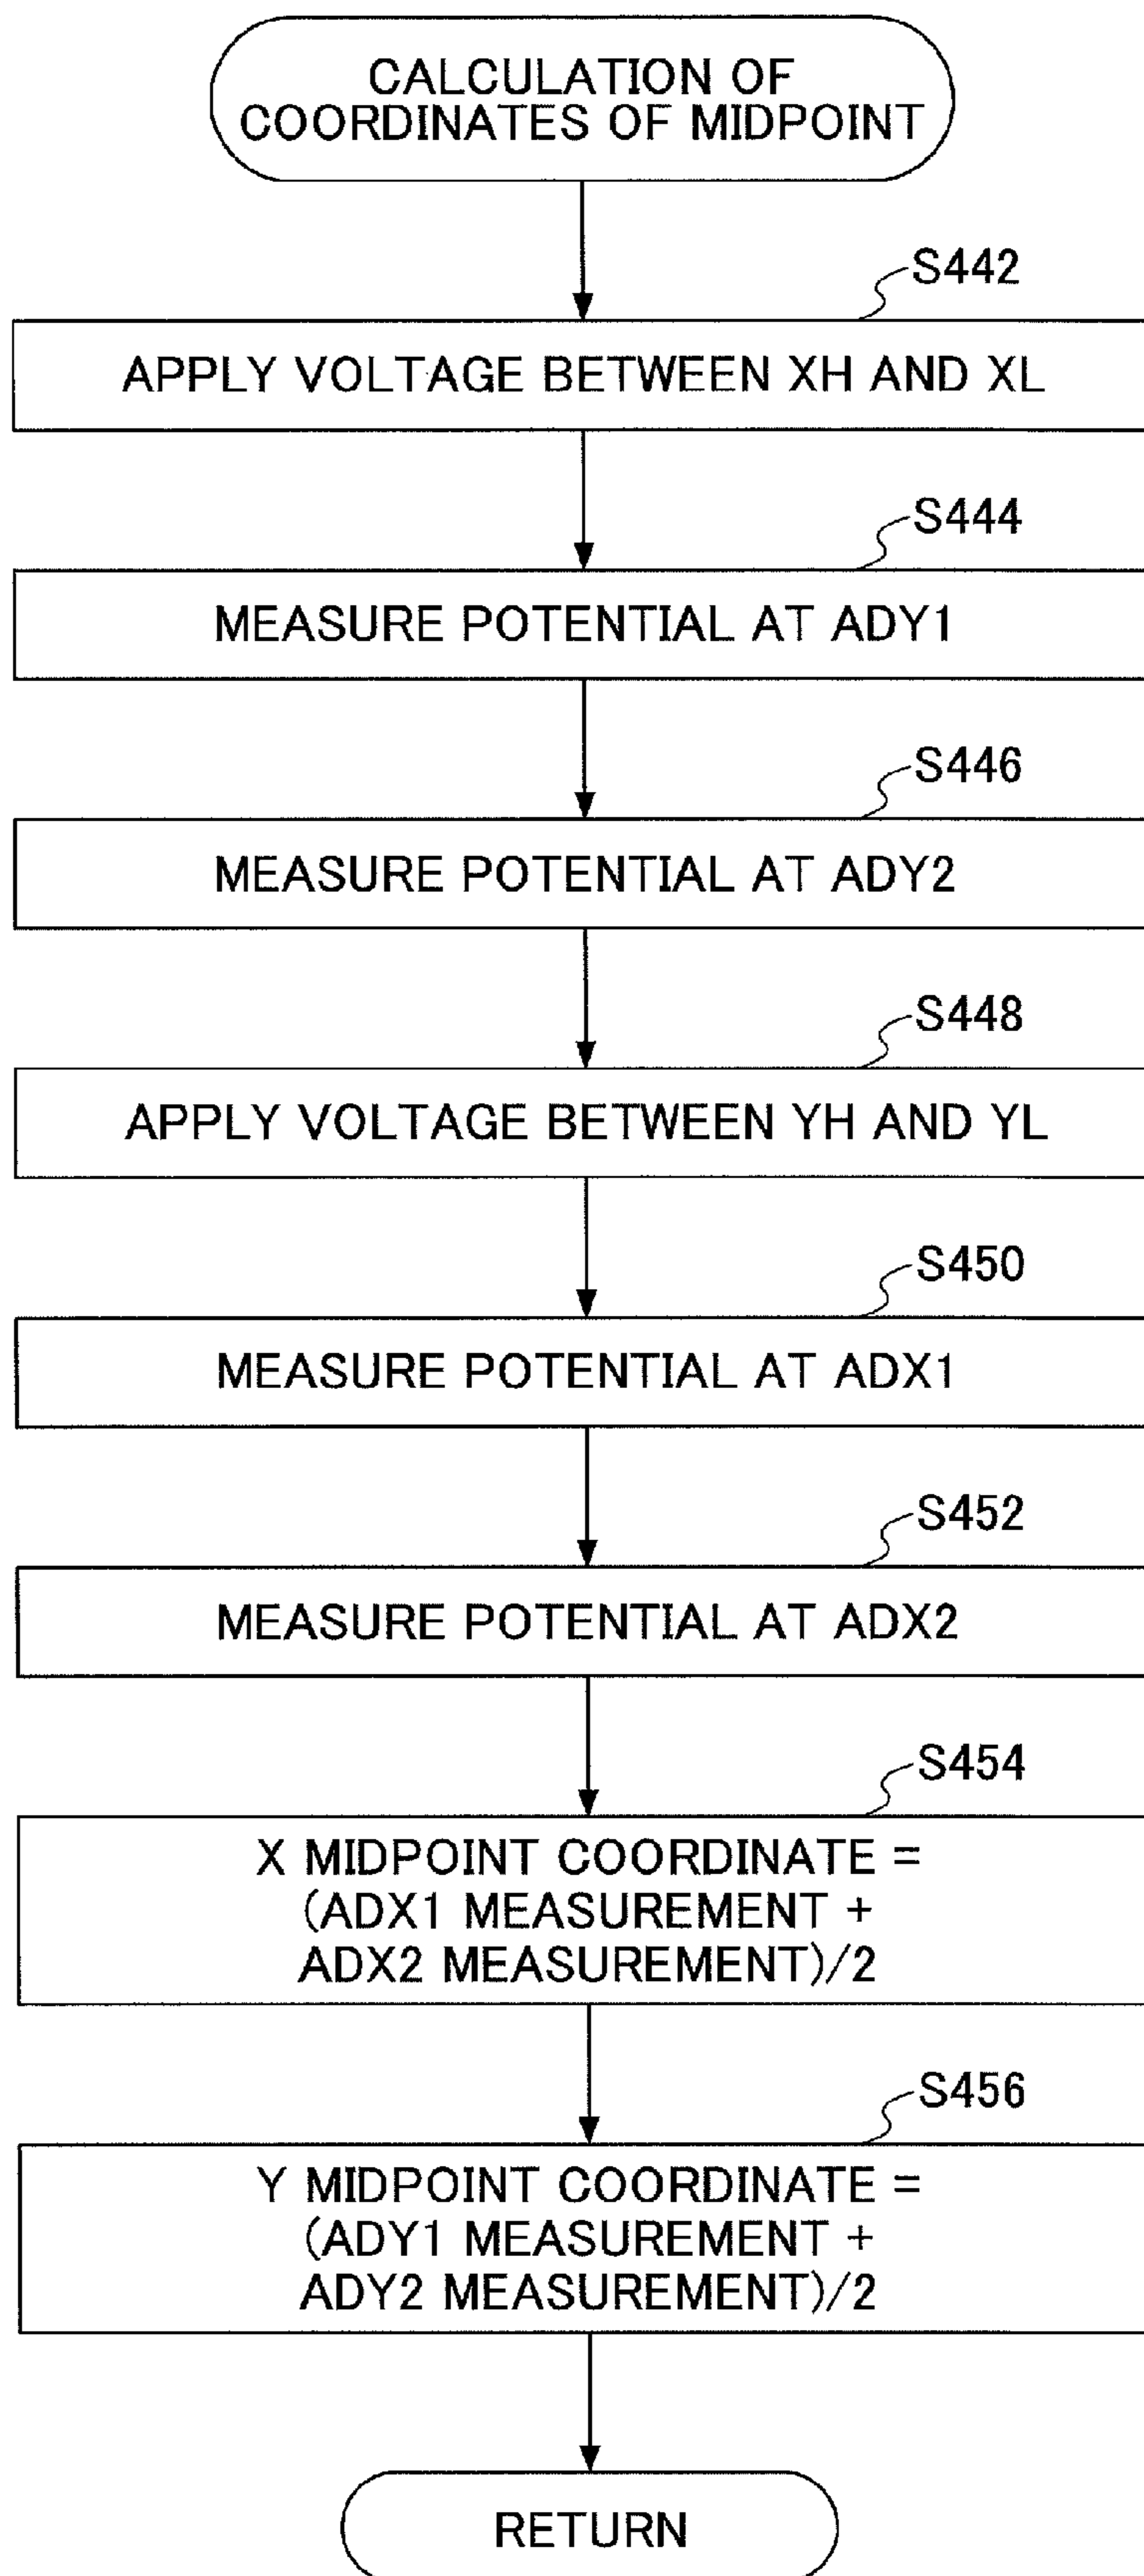 CALCULATION OF
COORDINATES OF MIDPOINT
S442
APPLY VOLTAGE BETWEEN XH AND XL
S444
MEASURE POTENTIAL AT ADY1
S446
MEASURE POTENTIAL AT ADY2
S448
APPLY VOLTAGE BETWEEN YH AND YL
S450
MEASURE POTENTIAL AT ADX1
S452
MEASURE POTENTIAL AT ADX2
S454
X MIDPOINT COORDINATE =
(ADX1 MEASUREMENT +
ADX2 MEASUREMENT)/2
S456
Y MIDPOINT COORDINATE =
(ADY1 MEASUREMENT +
ADY2 MEASUREMENT)/2
RETURN